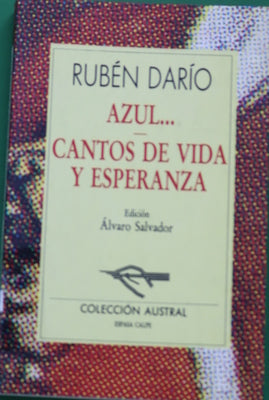 RUBÉN DARÍO
AZUL...
CANTOS DE VIDA
Y ESPERANZA
Edición
Álvaro Salvador
COLECCIÓN AUSTRAL
ESPASA CALPE